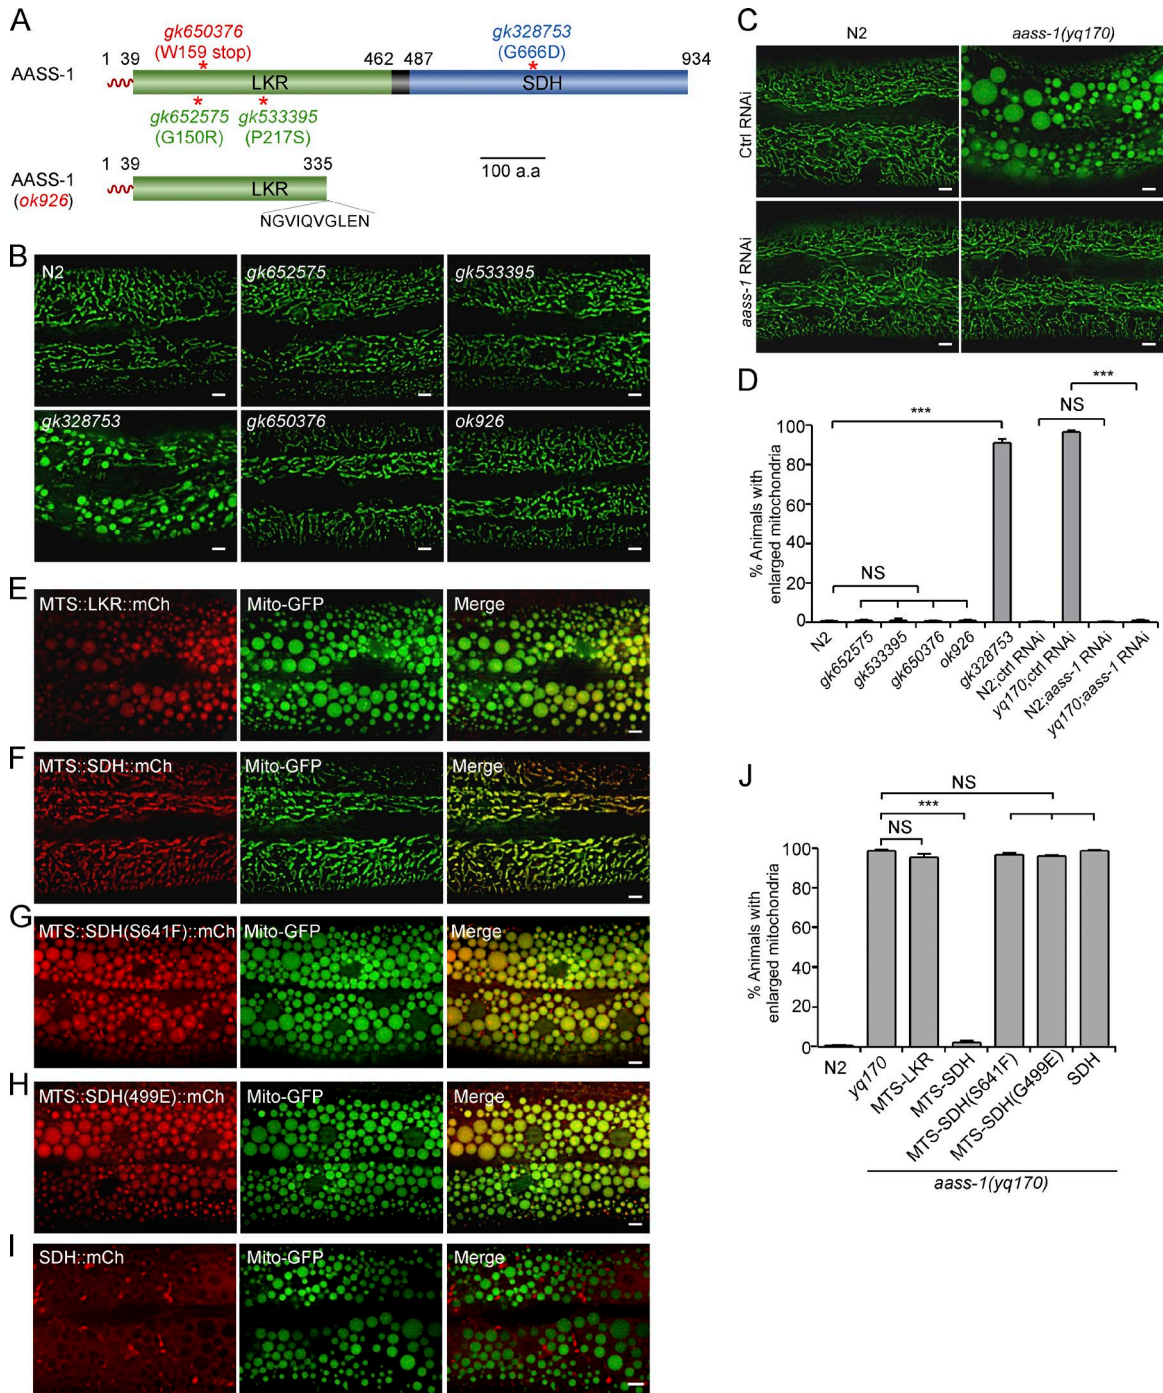 A
gk650376
(W159 stop)
gk328753
(G666D)
1 39
462 487
934
AASS-1
LKR
SDH
gk652575
(G150R)
gk533395
(P217S)
1 39
335
100 a.a
AASS-1
(ok926)
LKR
NGVIQVGLEN
B
N2
gk652575
gk533395
gk328753
gk650376
ok926
C
N2
aass-1(yq170)
Ctrl RNAi
aass-1 RNAi
D
% Animals with
enlarged mitochondria
100
80
60
40
20
0
NS
***
NS
***
N2
gk652575
gk533395
gk650376
ok926
gk328753
N2;ctrl RNAi
yq170;ctrl RNAi
N2;aass-1 RNAi
yq170;aass-1 RNAi
E
MTS::LKR::mCh
Mito-GFP
Merge
F
MTS::SDH::mCh
Mito-GFP
Merge
G
MTS::SDH(S641F)::mCh
Mito-GFP
Merge
H
MTS::SDH(499E)::mCh
Mito-GFP
Merge
I
SDH::mCh
Mito-GFP
Merge
J
% Animals with
enlarged mitochondria
100
80
60
40
20
0
NS
***
NS
N2
yq170
MTS-LKR
MTS-SDH
MTS-SDH(S641F)
MTS-SDH(G499E)
SDH
aass-1(yq170)